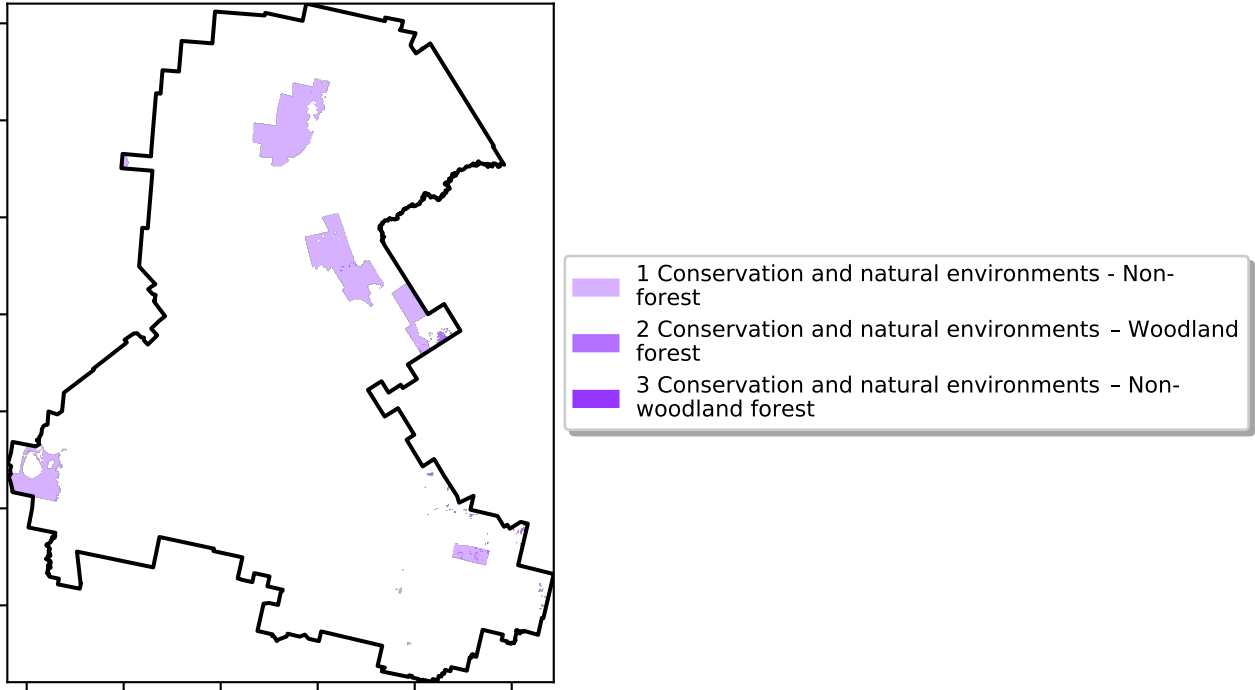 1 Conservation and natural environments - Non-
forest
2 Conservation and natural environments – Woodland
forest
3 Conservation and natural environments – Non-
woodland forest